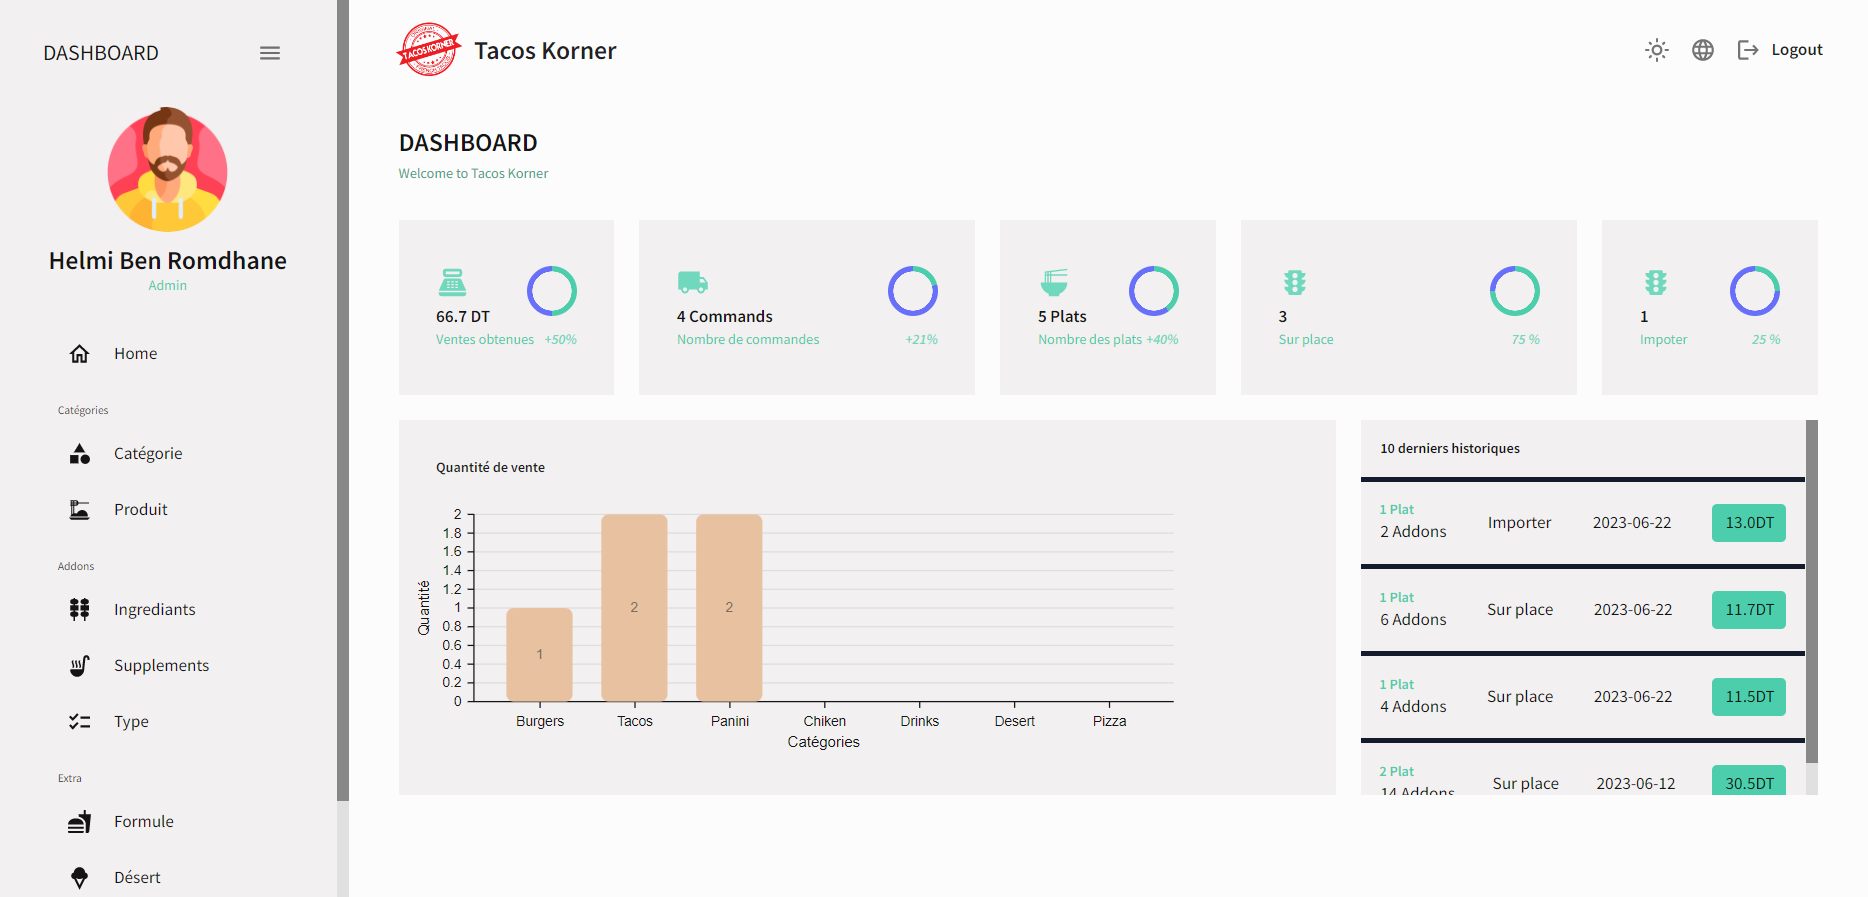 DASHBOARD
Helmi Ben Romdhane
Admin
Home
Catégories
Catégorie
Produit
Addons
Ingrediants
Supplements
Type
Extra
Formule
Désert
TACOS KORNER
Tacos Korner
Logout
DASHBOARD
Welcome to Tacos Korner
66.7 DT
Ventes obtenues +50%
4 Commands
Nombre de commandes +21%
5 Plats
Nombre des plats +40%
3
Sur place 75 %
1
Impoter 25 %
Quantité de vente
Quantité
2
1.8
1.6
1.4
1.2
1
0.8
0.6
0.4
0.2
0
1
2
2
Burgers Tacos Panini Chiken Drinks Desert Pizza
Catégories
10 derniers historiques
1 Plat
2 Addons Importer 2023-06-22 13.0DT
1 Plat
6 Addons Sur place 2023-06-22 11.7DT
1 Plat
4 Addons Sur place 2023-06-22 11.5DT
2 Plat
14 Addons Sur place 2023-06-12 30.5DT